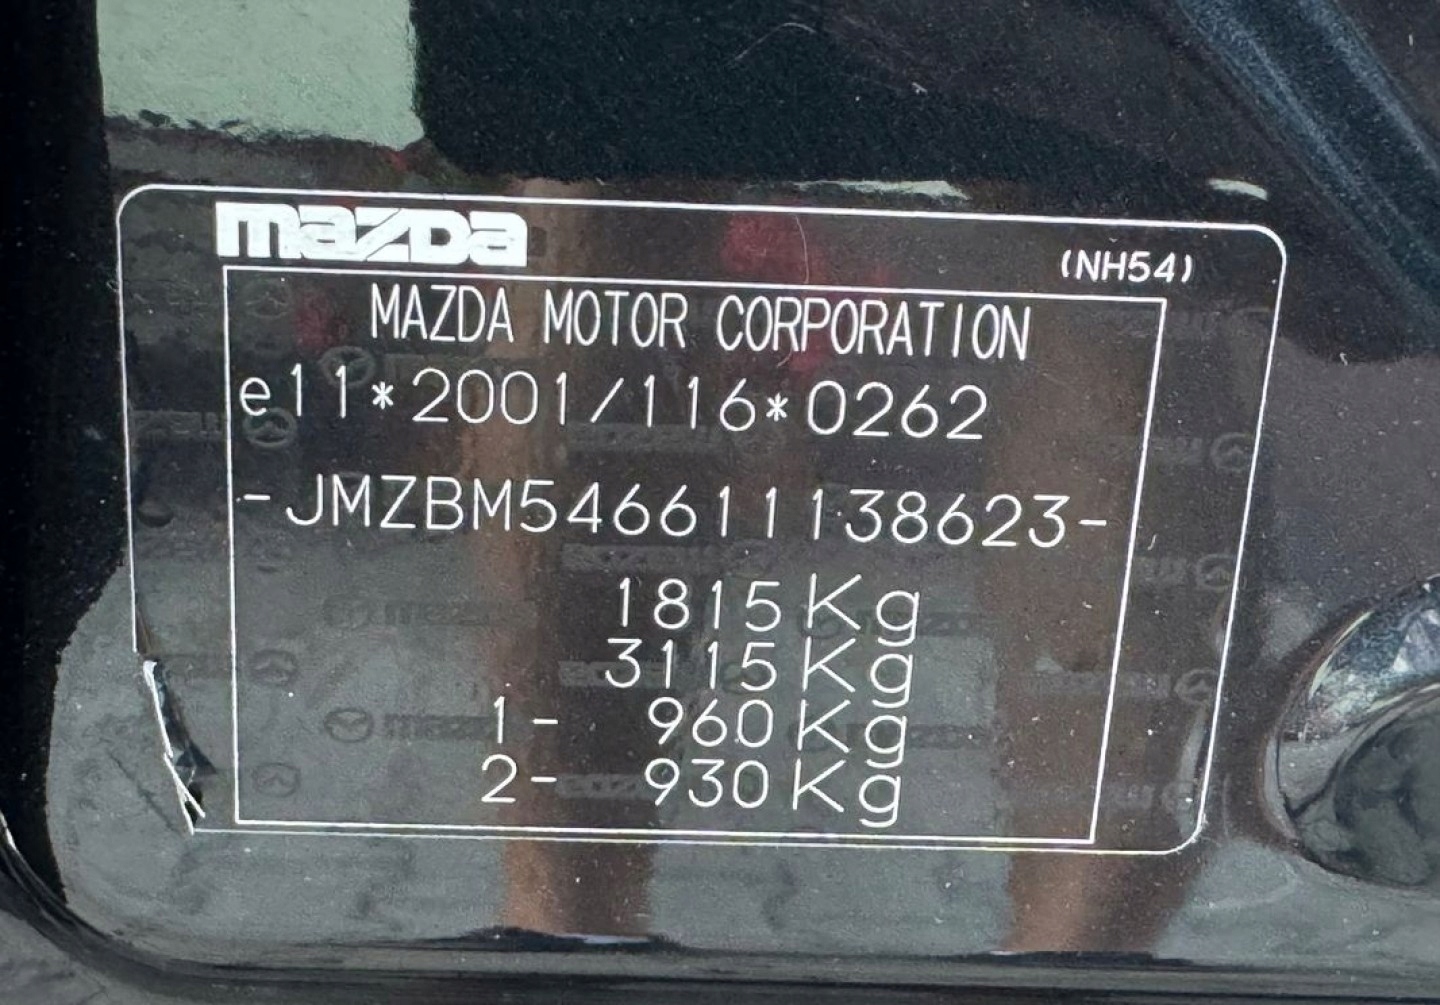 mazda
(NH54)
MAZDA MOTOR CORPORATION
e11*2001/116*0262
-JMZBM546611138623-
1815Kg
3115Kg
1- 960Kg
2- 930Kg